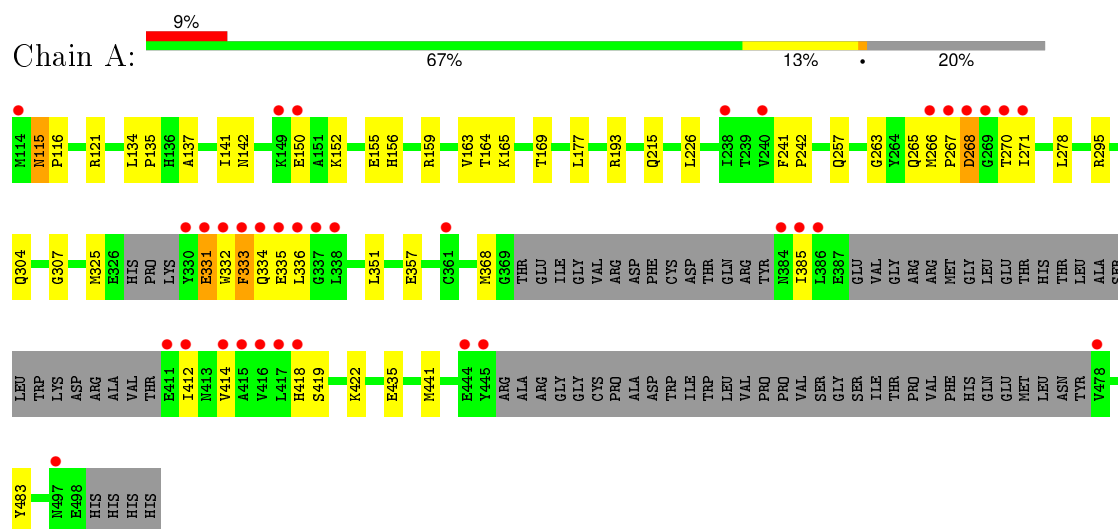 9%
Chain A:
67% 13% • 20%
M114 N115 P116 R121 L134 P135 H136 A137 I141 N142 K149 E150 A151 K152 E155 H156 R159 V163 T164 K165 T169 L177 R193 Q215 L226 I238 T239 V240 F241 P242 Q257 G263 Y264 Q265 M266 P267 D268 G269 T270 I271 L278 R295
Q304 G307 M325 E326 HIS PRO LYS Y330 E331 W332 F333 Q334 E335 L336 G337 L338 L351 E357 C361 M368 G369 THR GLU ILE GLY VAL ARG ASP PHE CYS ASP THR GLN ARG TYR N384 I385 L386 E387 GLU VAL GLY ARG ARG MET GLY LEU GLU THR HIS THR LEU ALA SER
LEU TRP LYS ASP ARG ALA VAL THR E411 I412 N413 V414 A415 V416 L417 H418 S419 K422 E435 M441 E444 Y445 ARG ALA ARG GLY GLY CYS PRO ALA ASP TRP ILE TRP LEU VAL PRO PRO VAL SER GLY SER ILE THR PRO VAL PHE HIS GLN GLU MET LEU ASN TYR V478
Y483 N497 E498 HIS HIS HIS HIS